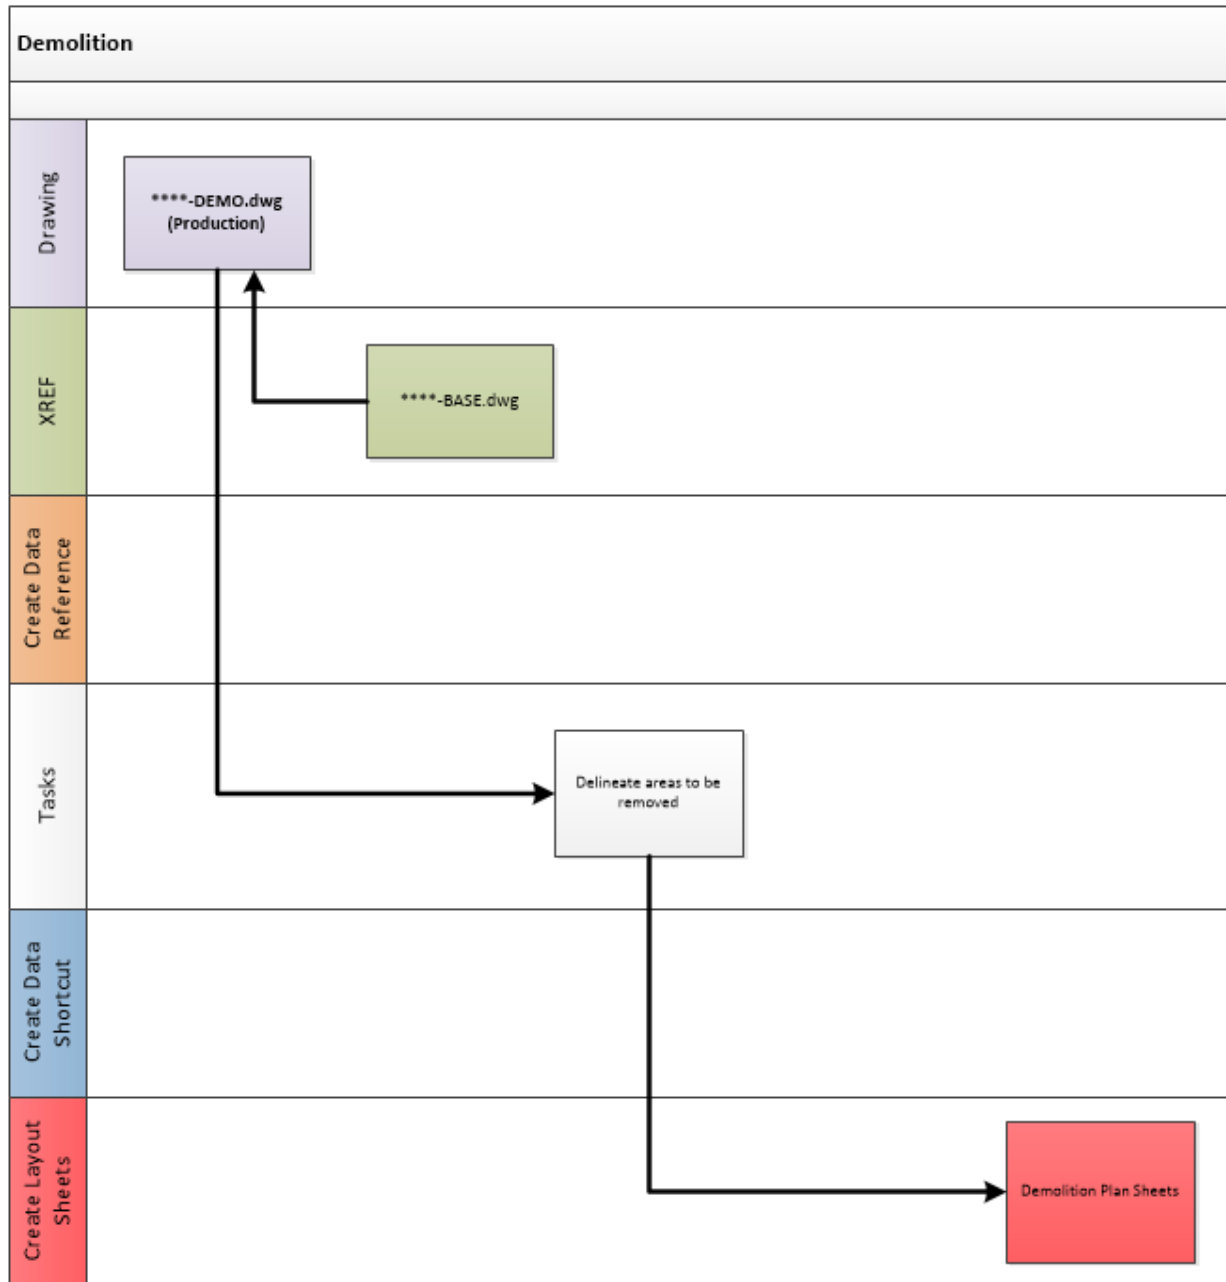 Demolition
Drawing
****-DEMO.dwg
(Production)
XREF
****-BASE.dwg
Create Data
Reference
Tasks
Delineate areas to be
removed
Create Data
Shortcut
Create Layout
Sheets
Demolition Plan Sheets